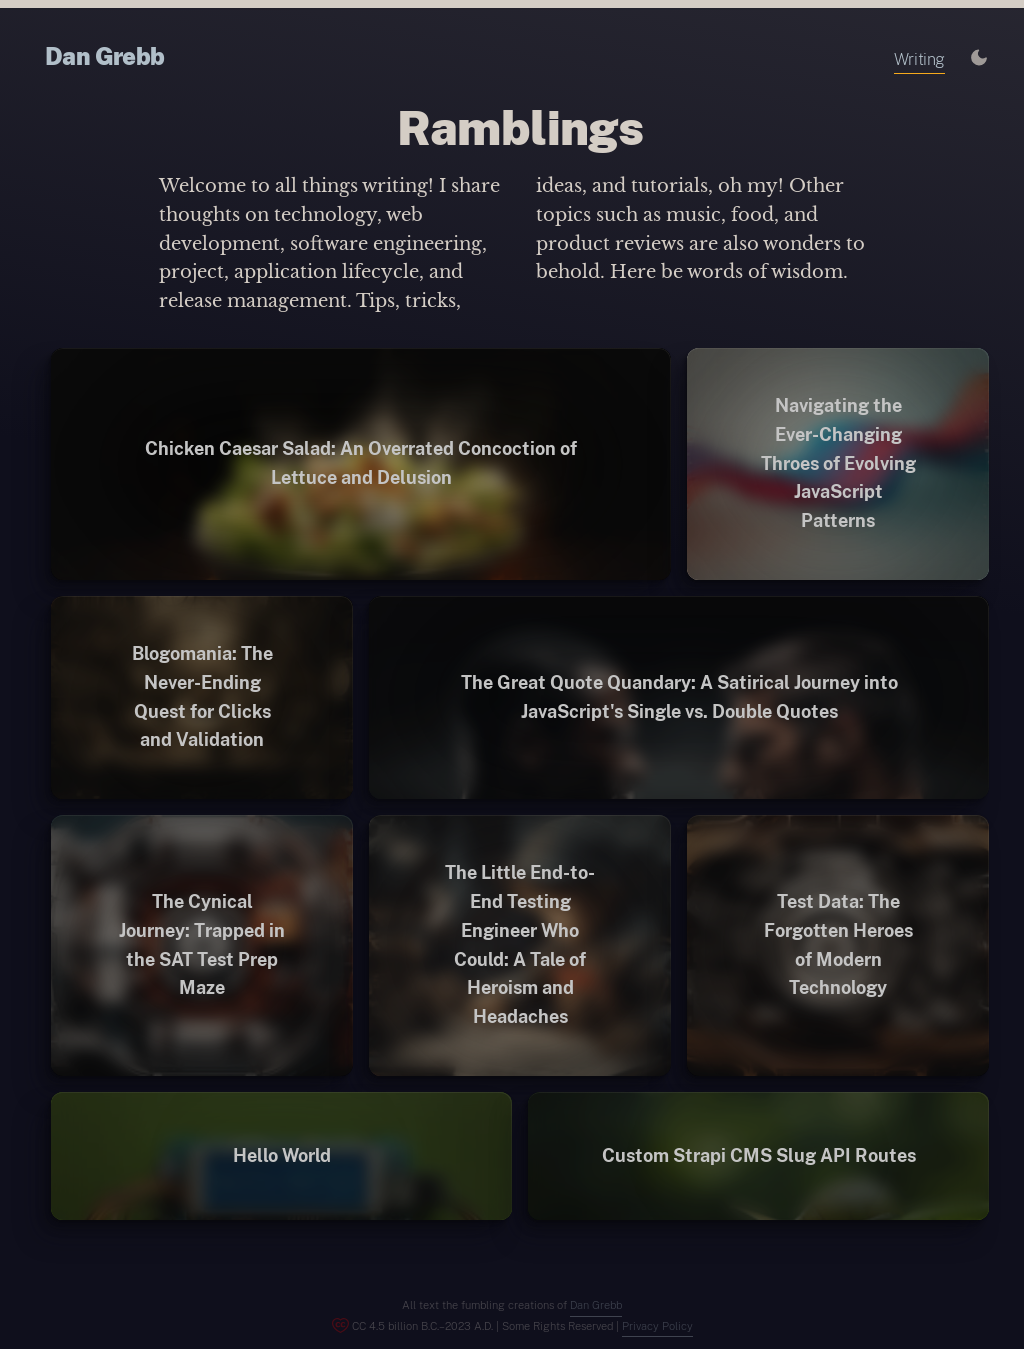 Dan Grebb
Writing
Ramblings
Welcome to all things writing! I share
thoughts on technology, web
development, software engineering,
project, application lifecycle, and
release management. Tips, tricks,
ideas, and tutorials, oh my! Other
topics such as music, food, and
product reviews are also wonders to
behold. Here be words of wisdom.
Chicken Caesar Salad: An Overrated Concoction of
Lettuce and Delusion
Navigating the
Ever-Changing
Throes of Evolving
JavaScript
Patterns
Blogomania: The
Never-Ending
Quest for Clicks
and Validation
The Great Quote Quandary: A Satirical Journey into
JavaScript's Single vs. Double Quotes
The Cynical
Journey: Trapped in
the SAT Test Prep
Maze
The Little End-to-
End Testing
Engineer Who
Could: A Tale of
Heroism and
Headaches
Test Data: The
Forgotten Heroes
of Modern
Technology
Hello World
Custom Strapi CMS Slug API Routes
All text the fumbling creations of Dan Grebb
CC 4.5 billion B.C.–2023 A.D. | Some Rights Reserved | Privacy Policy